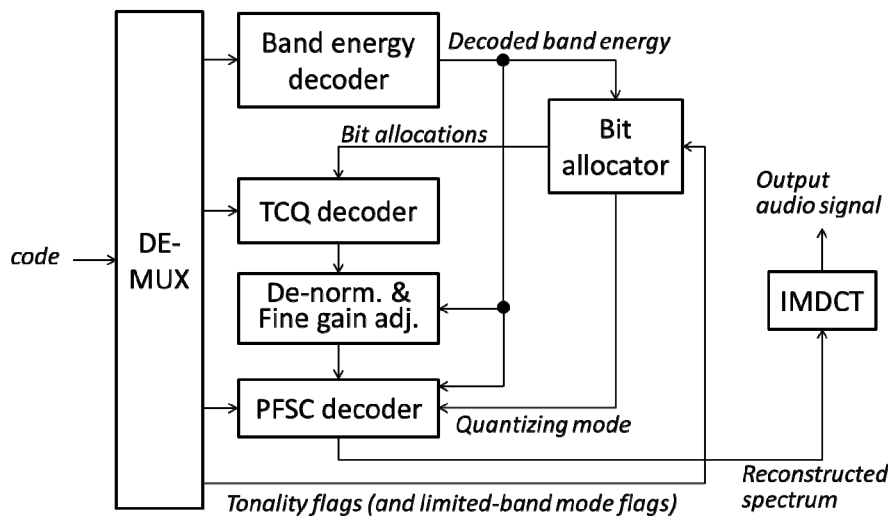 Band energy
decoder
Decoded band energy
Bit allocations
Bit
allocator
TCQ decoder
Output
audio signal
code
DE-
MUX
De-norm. &
Fine gain adj.
IMDCT
PFSC decoder
Quantizing mode
Reconstructed
spectrum
Tonality flags (and limited-band mode flags)